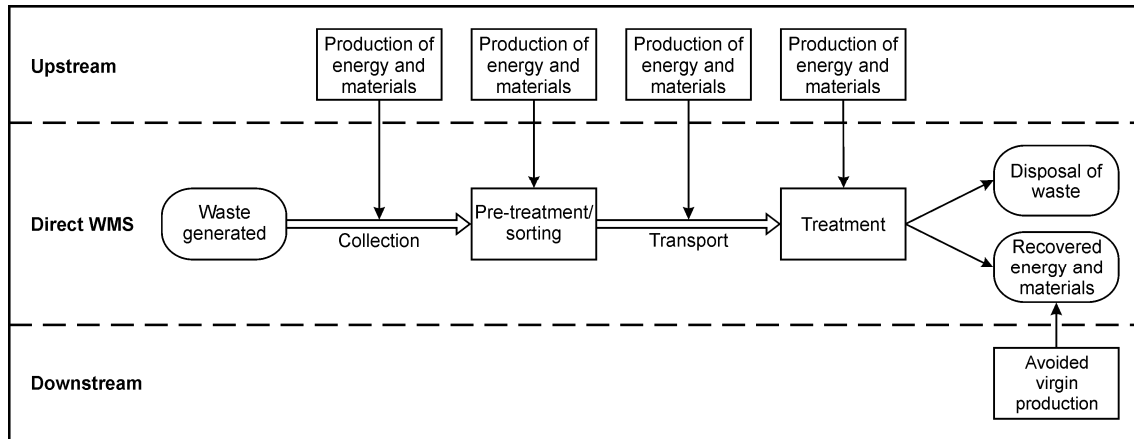 Upstream
Production of
energy and
materials
Production of
energy and
materials
Production of
energy and
materials
Production of
energy and
materials
Direct WMS
Waste
generated
Collection
Pre-treatment/
sorting
Transport
Treatment
Disposal of
waste
Recovered
energy and
materials
Downstream
Avoided
virgin
production